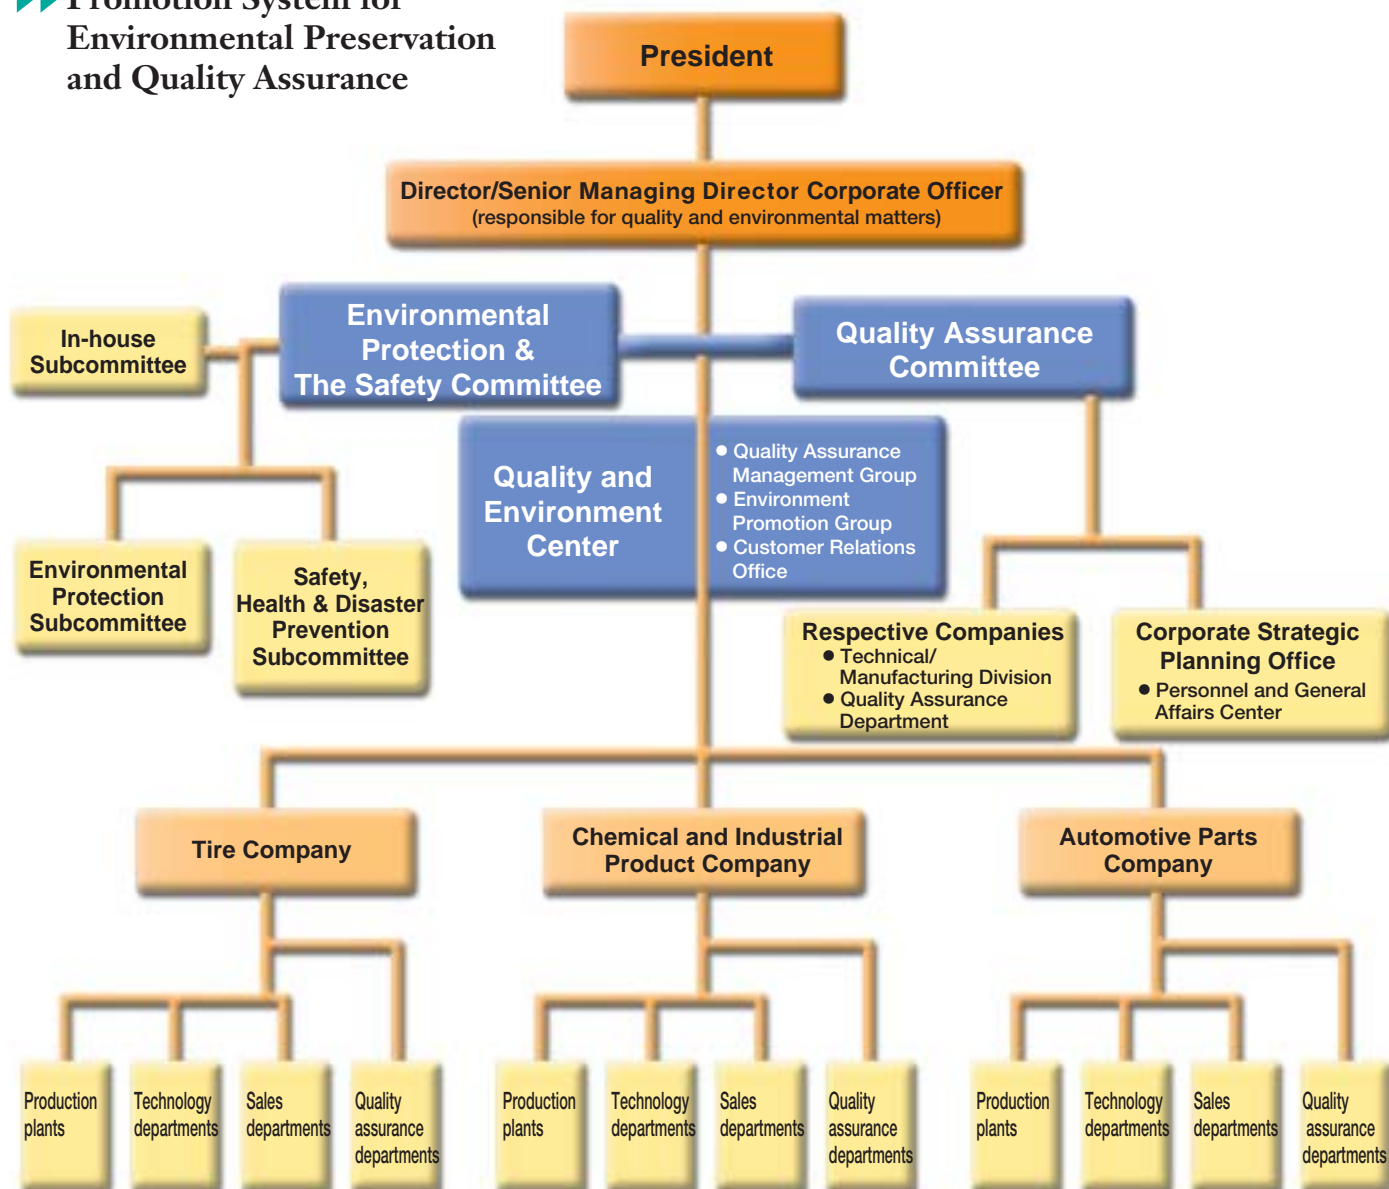 Promotion System for
Environmental Preservation
and Quality Assurance
President
Director/Senior Managing Director Corporate Officer
(responsible for quality and environmental matters)
In-house
Subcommittee
Environmental
Protection &
The Safety Committee
Quality Assurance
Committee
Quality and
Environment
Center
● Quality Assurance
Management Group
● Environment
Promotion Group
● Customer Relations
Office
Environmental
Protection
Subcommittee
Safety,
Health & Disaster
Prevention
Subcommittee
Respective Companies
● Technical/
Manufacturing Division
● Quality Assurance
Department
Corporate Strategic
Planning Office
● Personnel and General
Affairs Center
Tire Company
Chemical and Industrial
Product Company
Automotive Parts
Company
Production
plants
Technology
departments
Sales
departments
Quality
assurance
departments
Production
plants
Technology
departments
Sales
departments
Quality
assurance
departments
Production
plants
Technology
departments
Sales
departments
Quality
assurance
departments